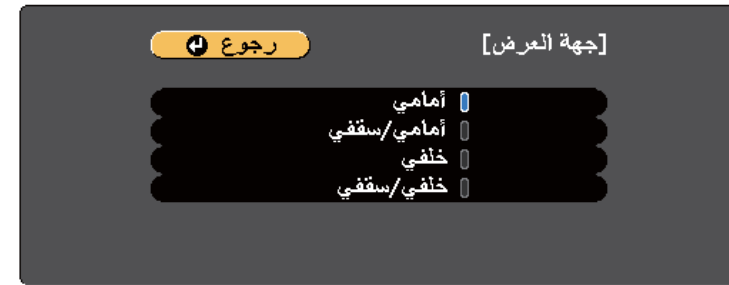 [جهة العرض]
رجوع
أمامي
أمامي/سقفي
خلفي
خلفي/سقفي